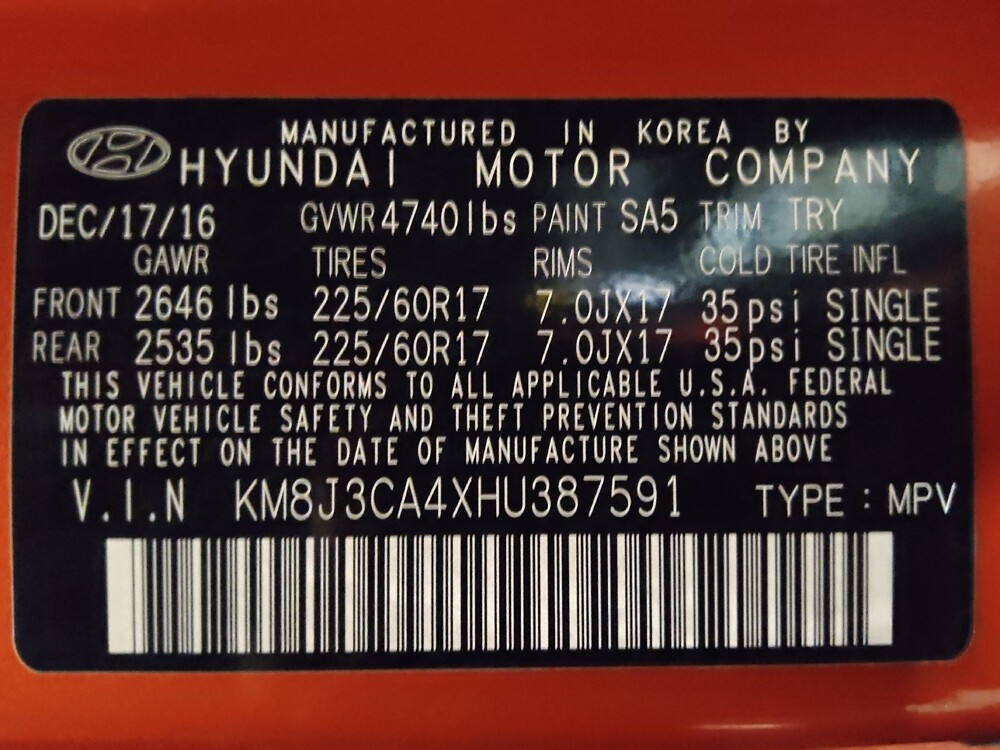 MANUFACTURED IN KOREA BY
HYUNDAI MOTOR COMPANY
DEC/17/16 GVWR 4740lbs PAINT SA5 TRIM TRY
GAWR TIRES RIMS COLD TIRE INFL
FRONT 2646 lbs 225/60R17 7.0JX17 35psi SINGLE
REAR 2535 lbs 225/60R17 7.0JX17 35psi SINGLE
THIS VEHICLE CONFORMS TO ALL APPLICABLE U.S.A. FEDERAL
MOTOR VEHICLE SAFETY AND THEFT PREVENTION STANDARDS
IN EFFECT ON THE DATE OF MANUFACTURE SHOWN ABOVE
V.I.N KM8J3CA4XHU387591 TYPE : MPV